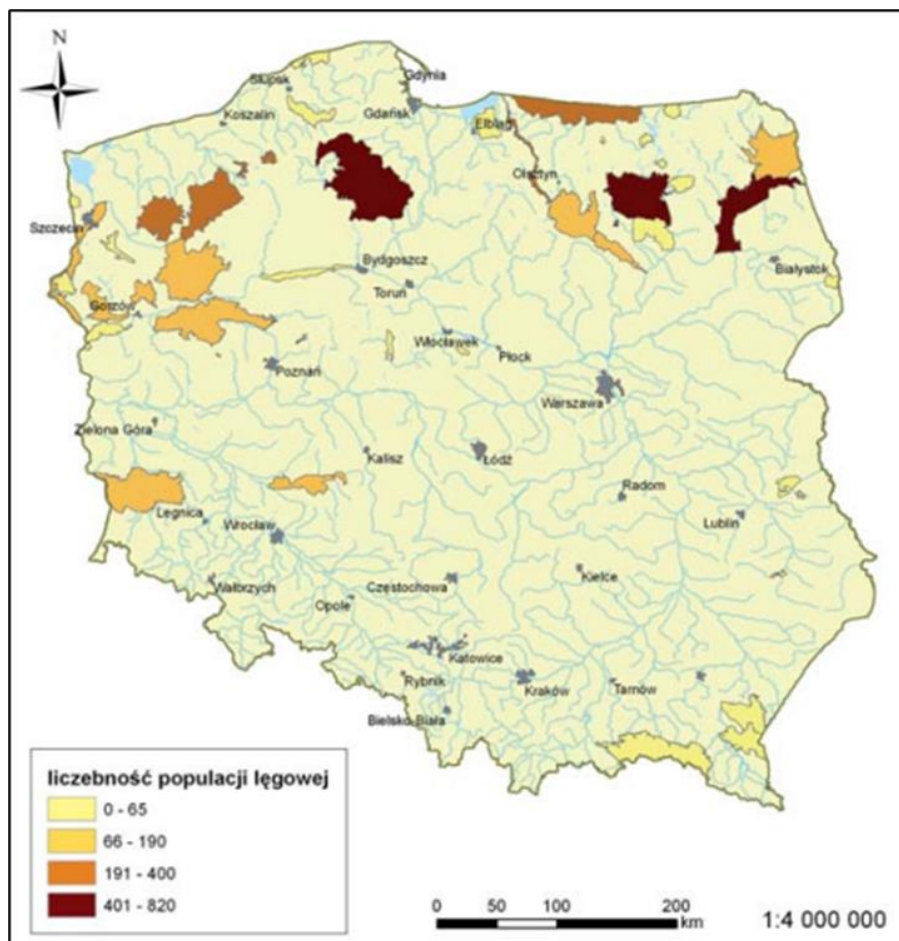 N
Gdynia
Słupsk
Koszalin
Gdańsk
Elbląg
Olsztyn
Szczecin
Bydgoszcz
Białystok
Toruń
Gorzów
Włocławek
Płock
Poznań
Warszawa
Zielona Góra
Kalisz
Łódź
Radom
Legnica
Wrocław
Lublin
Wałbrzych
Częstochowa
Kielce
Opole
Katowice
Rybnik
Kraków
Tarnów
Bielsko-Biała
liczebność populacji lęgowej
0 - 65
66 - 190
191 - 400
401 - 820
0 50 100 200
km
1:4 000 000